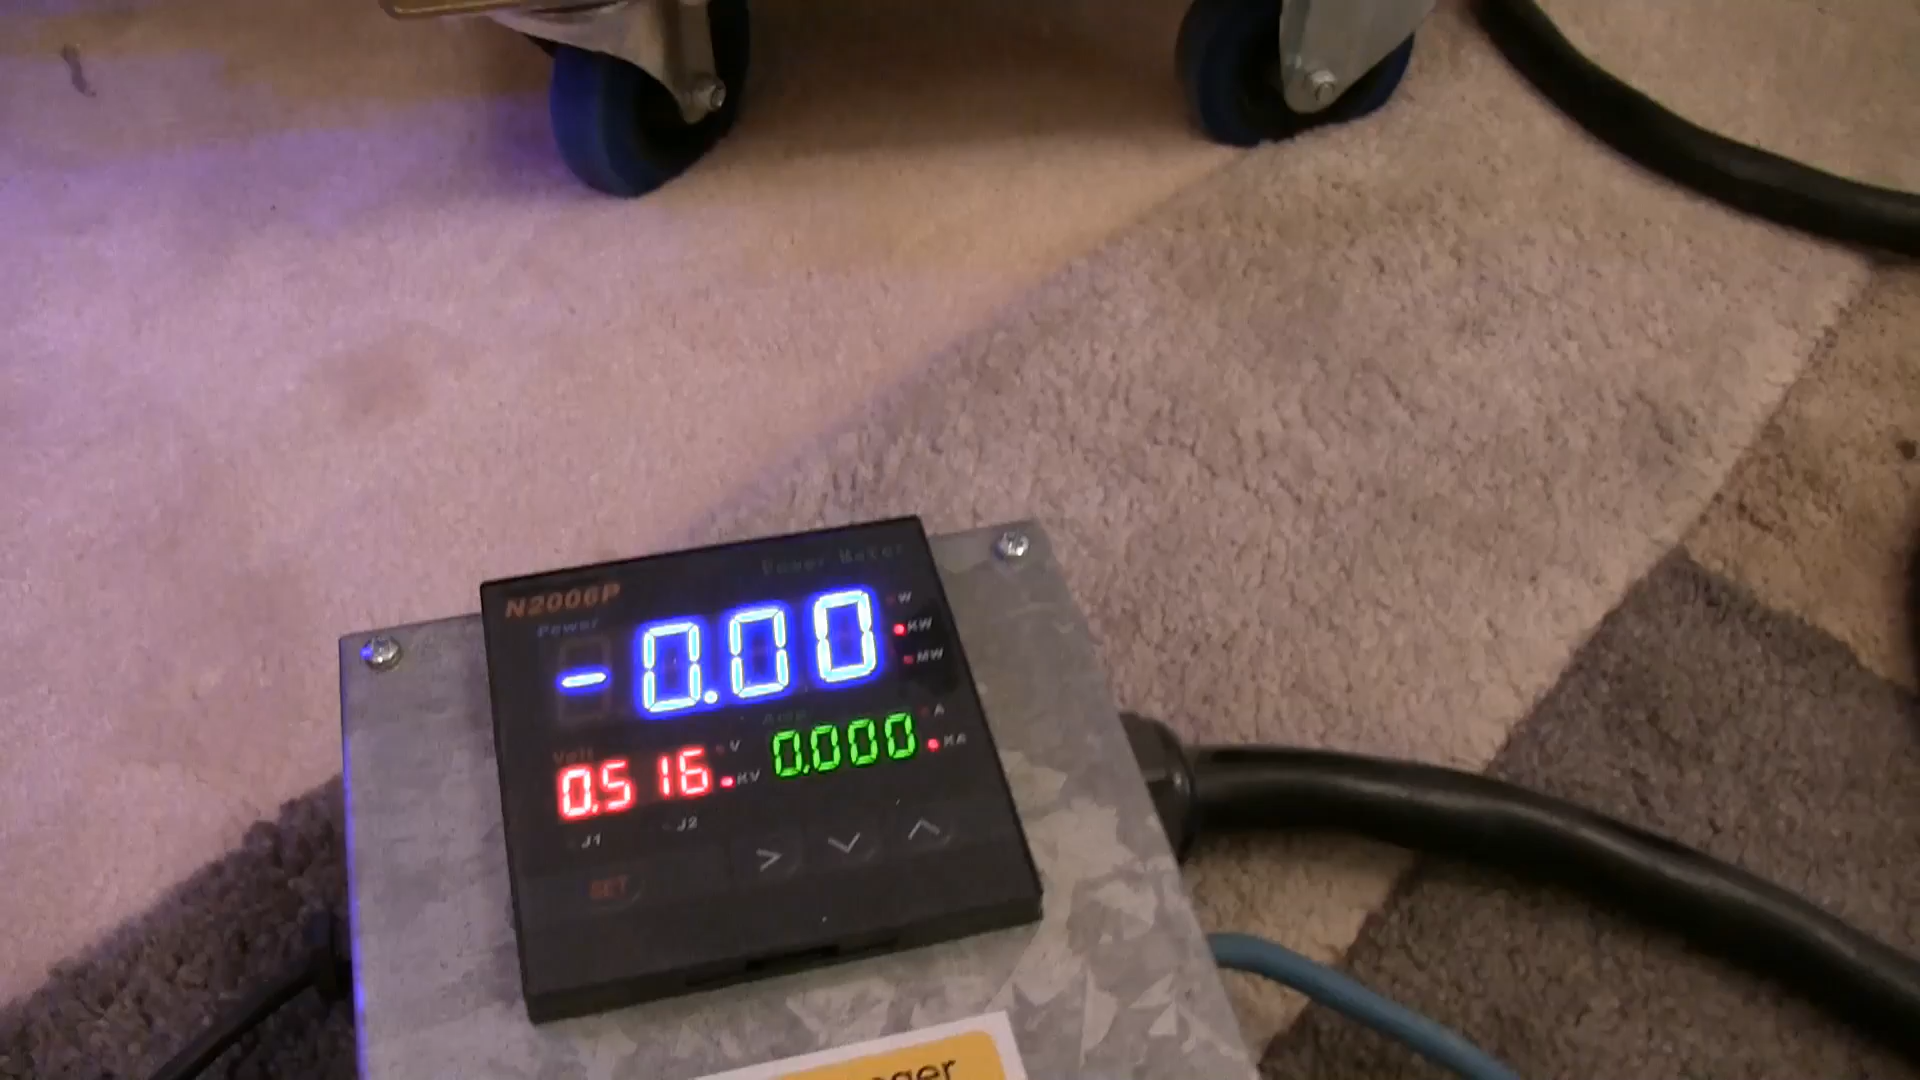 Power Meter
N2006P
Power
-0.00
W
KW
MW
Volt
V
0.516
KV
Amp
A
0.000
KA
J1
J2
SET